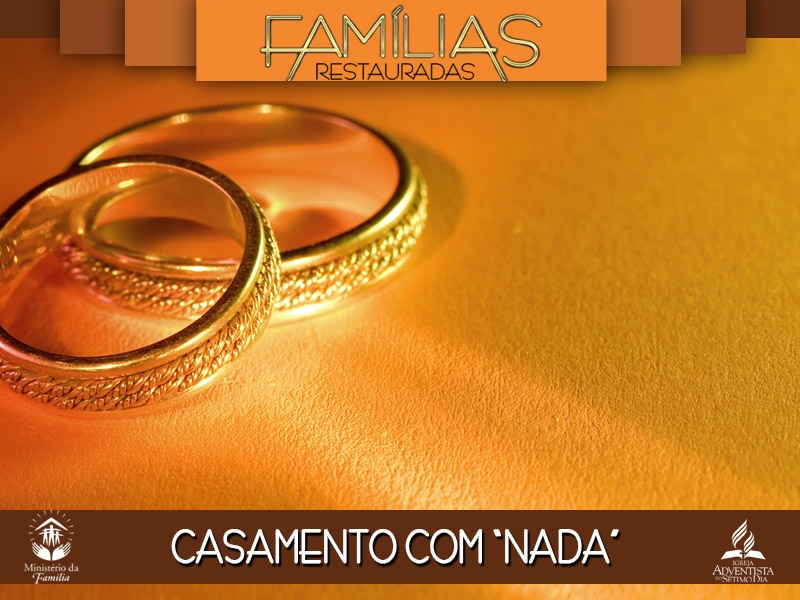 FAMÍLIAS
RESTAURADAS
Ministério da
Família
CASAMENTO COM “NADA”
IGREJA
ADVENTISTA
DO SÉTIMO DIA